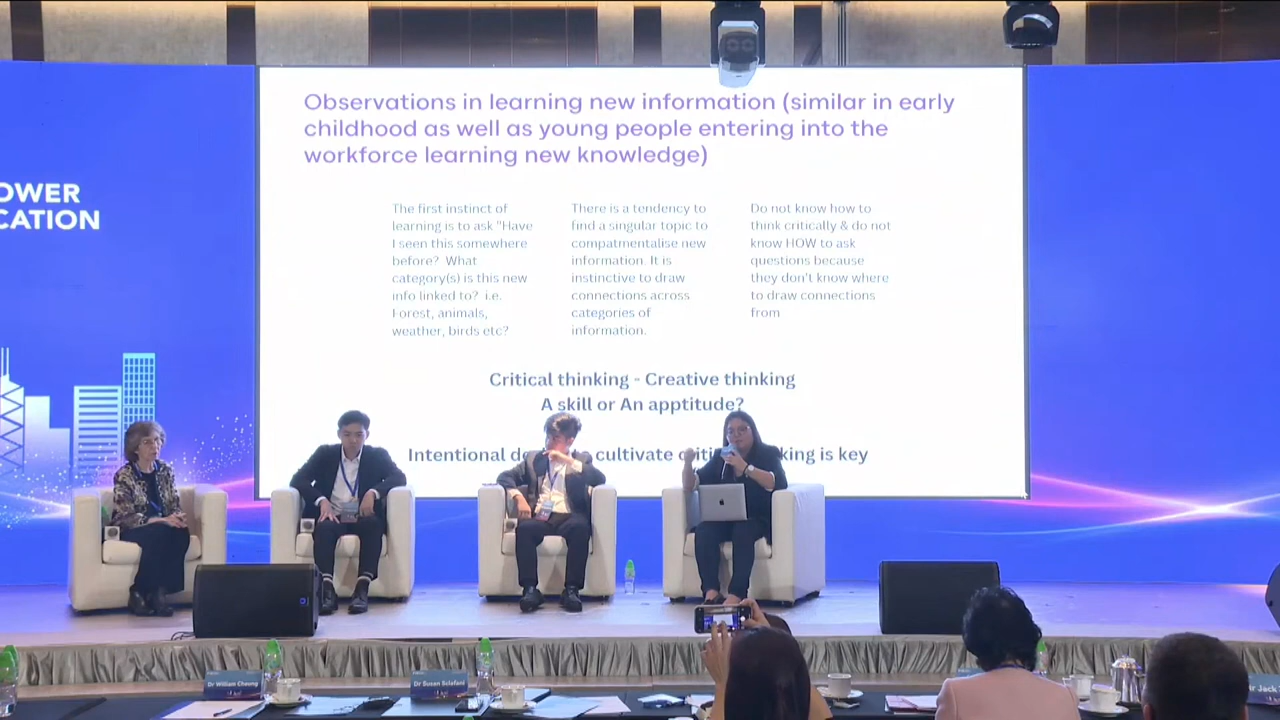 Observations in learning new information (similar in early
childhood as well as young people entering into the
workforce learning new knowledge)
OWER
CATION
The first instinct of
learning is to ask "Have
I seen this somewhere
before? What
category(s) is this new
info linked to? i.e.
Forest, animals,
weather, birds etc?
There is a tendency to
find a singular topic to
compatmentalise new
information. It is
instinctive to draw
connections across
categories of
information.
Do not know how to
think critically & do not
know HOW to ask
questions because
they don't know where
to draw connections
from
Critical thinking - Creative thinking
A skill or An apptitude?
Intentional cultivate king is key
Dr William Cheung
Dr Susan Sclafani
Jack